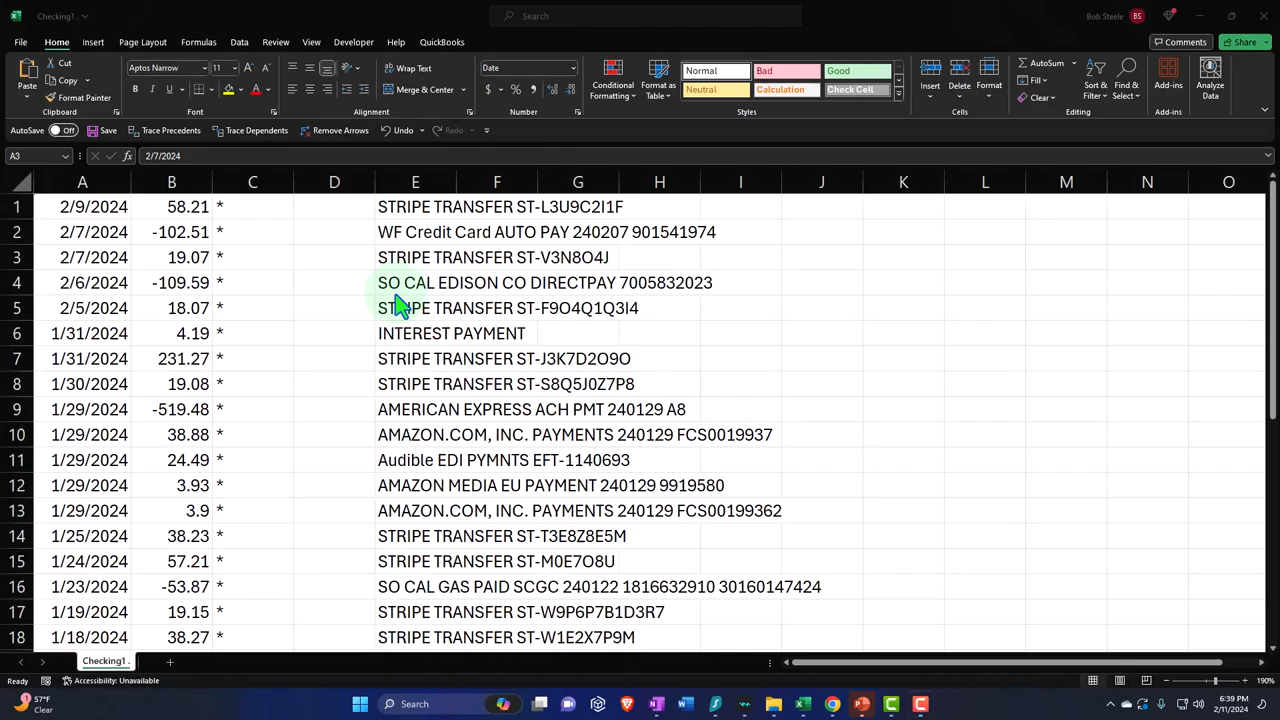 Checking1 .
Search
Bob Steele BS
File Home Insert Page Layout Formulas Data Review View Developer Help QuickBooks Comments Share
Paste Cut Copy Format Painter Clipboard
Aptos Narrow 11 A A B I U A Font
Wrap Text Merge & Center Alignment
Date $ % , Number
Conditional Formatting Format as Table
Normal Bad Good
Neutral Calculation Check Cell
Styles
Insert Delete Format Cells
AutoSum Fill Clear Sort & Filter Find & Select Editing
Add-ins Add-ins
Analyze Data
AutoSave Off Save Trace Precedents Trace Dependents Remove Arrows Undo Redo
A3 fx 2/7/2024
A B C D E F G H I J K L M N O
1 2/9/2024 58.21 * STRIPE TRANSFER ST-L3U9C2I1F
2 2/7/2024 -102.51 * WF Credit Card AUTO PAY 240207 901541974
3 2/7/2024 19.07 * STRIPE TRANSFER ST-V3N8O4J
4 2/6/2024 -109.59 * SO CAL EDISON CO DIRECTPAY 7005832023
5 2/5/2024 18.07 * STRIPE TRANSFER ST-F9O4Q1Q3I4
6 1/31/2024 4.19 * INTEREST PAYMENT
7 1/31/2024 231.27 * STRIPE TRANSFER ST-J3K7D2O9O
8 1/30/2024 19.08 * STRIPE TRANSFER ST-S8Q5J0Z7P8
9 1/29/2024 -519.48 * AMERICAN EXPRESS ACH PMT 240129 A8
10 1/29/2024 38.88 * AMAZON.COM, INC. PAYMENTS 240129 FCS0019937
11 1/29/2024 24.49 * Audible EDI PYMNTS EFT-1140693
12 1/29/2024 3.93 * AMAZON MEDIA EU PAYMENT 240129 9919580
13 1/29/2024 3.9 * AMAZON.COM, INC. PAYMENTS 240129 FCS00199362
14 1/25/2024 38.23 * STRIPE TRANSFER ST-T3E8Z8E5M
15 1/24/2024 57.21 * STRIPE TRANSFER ST-M0E7O8U
16 1/23/2024 -53.87 * SO CAL GAS PAID SCGC 240122 1816632910 30160147424
17 1/19/2024 19.15 * STRIPE TRANSFER ST-W9P6P7B1D3R7
18 1/18/2024 38.27 * STRIPE TRANSFER ST-W1E2X7P9M
Checking1 .
Ready Accessibility: Unavailable 190%
57°F
Clear
Search
6:39 PM
2/11/2024